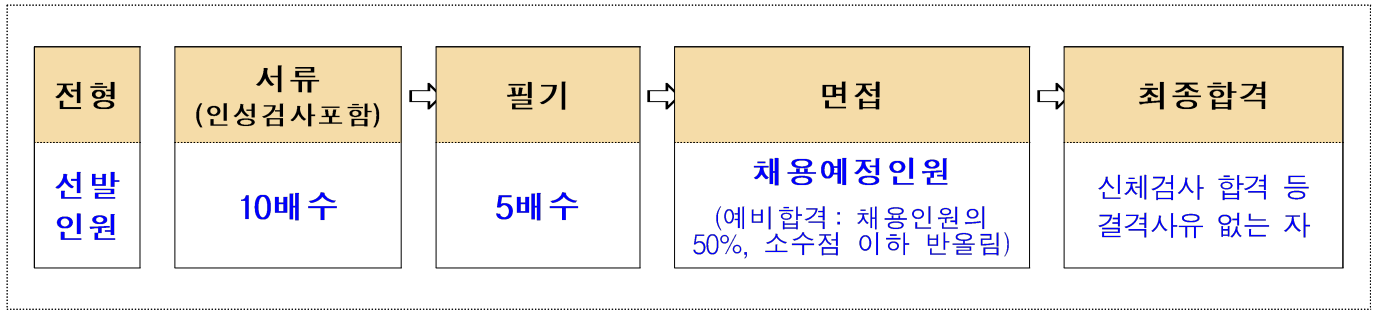 전형
서류
(인성검사포함)
필기
면접
최종합격
선발
인원
10배수
5배수
채용예정인원
(예비합격 : 채용인원의
50%, 소수점 이하 반올림)
신체검사 합격 등
결격사유 없는 자